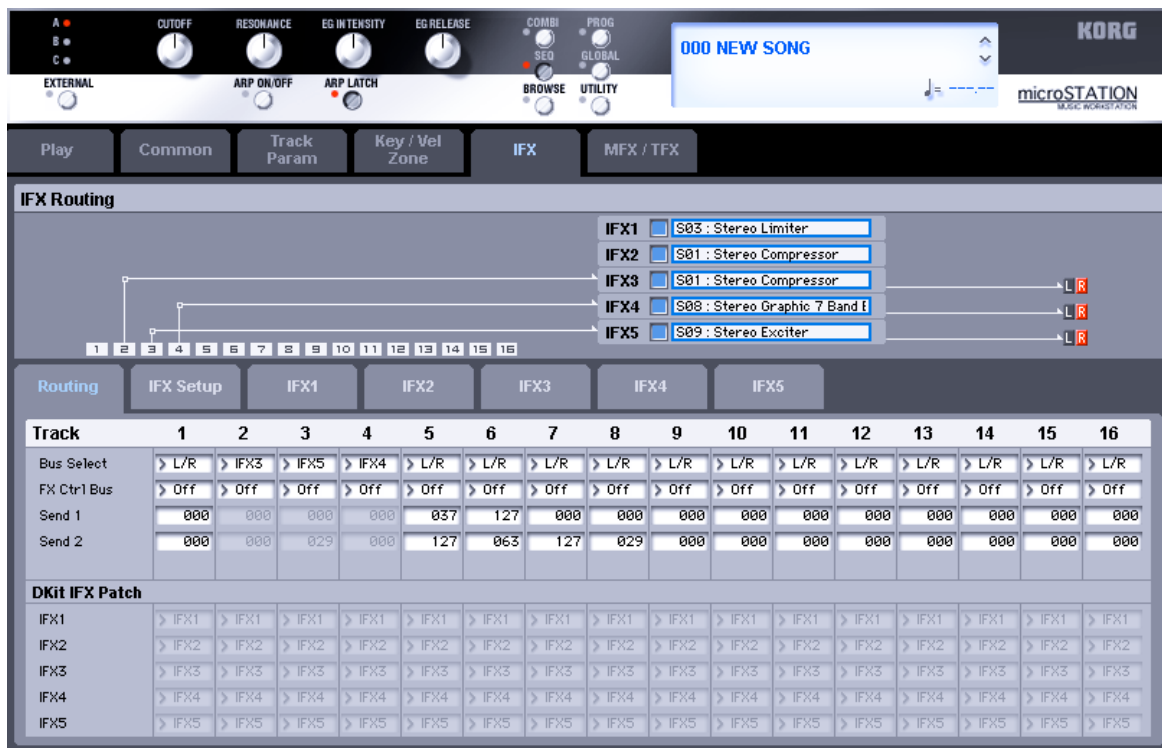 A CUTOFF RESONANCE EG INTENSITY EG RELEASE COMBI PROG
B
C SEQ GLOBAL
000 NEW SONG
KORG
EXTERNAL ARP ON/OFF ARP LATCH BROWSE UTILITY
= ---.--
microSTATION
MUSIC WORKSTATION
Play Common Track Param Key / Vel Zone IFX MFX / TFX
IFX Routing
IFX1 S03 : Stereo Limiter
IFX2 S01 : Stereo Compressor
IFX3 S01 : Stereo Compressor L R
IFX4 S08 : Stereo Graphic 7 Band E L R
IFX5 S09 : Stereo Exciter L R
1 2 3 4 5 6 7 8 9 10 11 12 13 14 15 16
Routing IFX Setup IFX1 IFX2 IFX3 IFX4 IFX5
Track 1 2 3 4 5 6 7 8 9 10 11 12 13 14 15 16
Bus Select > L/R > IFX3 > IFX5 > IFX4 > L/R > L/R > L/R > L/R > L/R > L/R > L/R > L/R > L/R > L/R > L/R > L/R
FX Ctrl Bus > Off > Off > Off > Off > Off > Off > Off > Off > Off > Off > Off > Off > Off > Off > Off > Off
Send 1 000 000 000 000 037 127 000 000 000 000 000 000 000 000 000 000
Send 2 000 000 029 000 127 063 127 029 000 000 000 000 000 000 000 000
DKit IFX Patch
IFX1 > IFX1 > IFX1 > IFX1 > IFX1 > IFX1 > IFX1 > IFX1 > IFX1 > IFX1 > IFX1 > IFX1 > IFX1 > IFX1 > IFX1 > IFX1 > IFX1
IFX2 > IFX2 > IFX2 > IFX2 > IFX2 > IFX2 > IFX2 > IFX2 > IFX2 > IFX2 > IFX2 > IFX2 > IFX2 > IFX2 > IFX2 > IFX2 > IFX2
IFX3 > IFX3 > IFX3 > IFX3 > IFX3 > IFX3 > IFX3 > IFX3 > IFX3 > IFX3 > IFX3 > IFX3 > IFX3 > IFX3 > IFX3 > IFX3 > IFX3
IFX4 > IFX4 > IFX4 > IFX4 > IFX4 > IFX4 > IFX4 > IFX4 > IFX4 > IFX4 > IFX4 > IFX4 > IFX4 > IFX4 > IFX4 > IFX4 > IFX4
IFX5 > IFX5 > IFX5 > IFX5 > IFX5 > IFX5 > IFX5 > IFX5 > IFX5 > IFX5 > IFX5 > IFX5 > IFX5 > IFX5 > IFX5 > IFX5 > IFX5